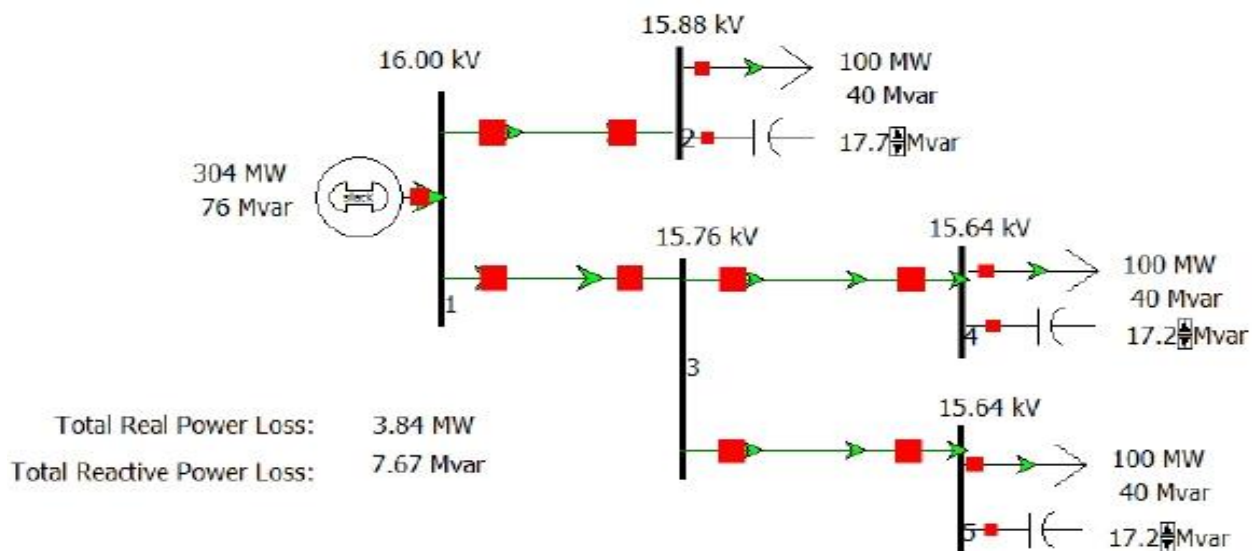 15.88 kV
16.00 kV
100 MW
40 Mvar
2
17.7 Mvar
304 MW
76 Mvar
slack
15.76 kV
15.64 kV
1
100 MW
40 Mvar
4
17.2 Mvar
3
15.64 kV
Total Real Power Loss: 3.84 MW
Total Reactive Power Loss: 7.67 Mvar
100 MW
40 Mvar
5
17.2 Mvar